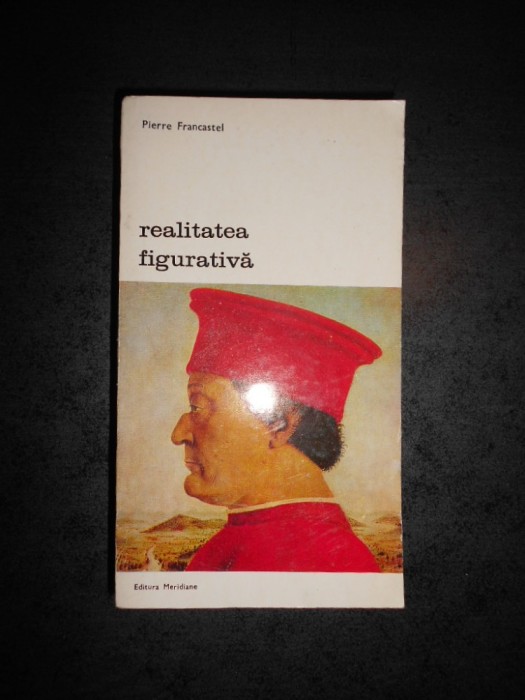 Pierre Francastel
realitatea
figurativă
Editura Meridiane